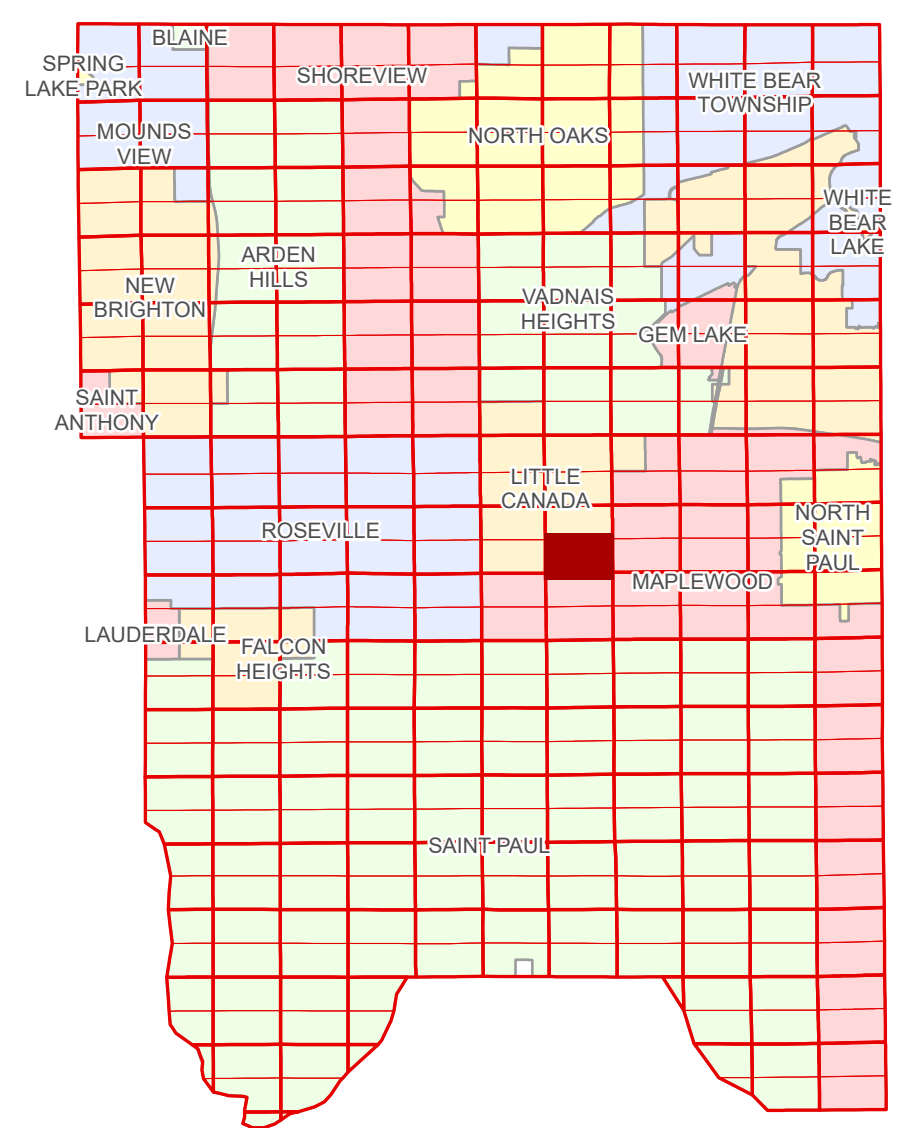 BLAINE
SPRING
LAKE PARK
SHOREVIEW
WHITE BEAR
TOWNSHIP
MOUNDS
VIEW
NORTH OAKS
WHITE
BEAR
LAKE
ARDEN
HILLS
NEW
BRIGHTON
VADNAIS
HEIGHTS
GEM LAKE
SAINT
ANTHONY
LITTLE
CANADA
ROSEVILLE
NORTH
SAINT
PAUL
MAPLEWOOD
LAUDERDALE
FALCON
HEIGHTS
SAINT PAUL